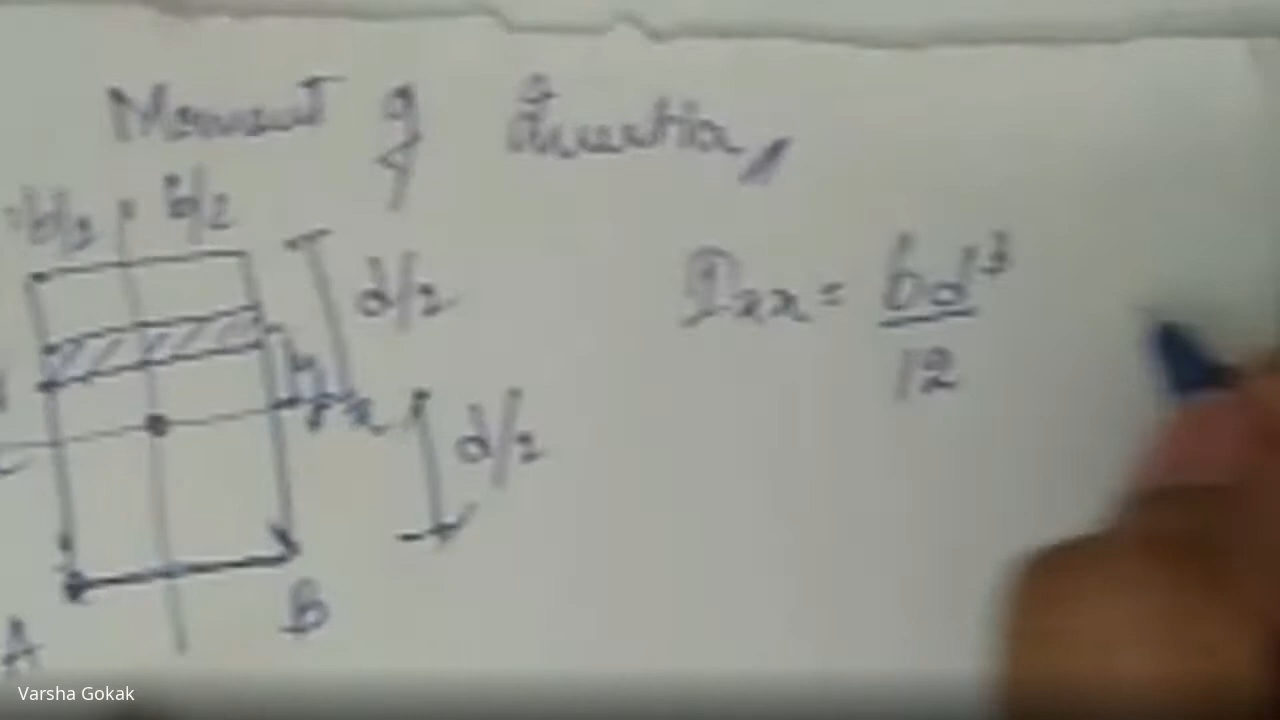 Moment of inertia,
b/2 b/2
d/2
Ixx = bd³
12
y
x
d/2
A B
Varsha Gokak